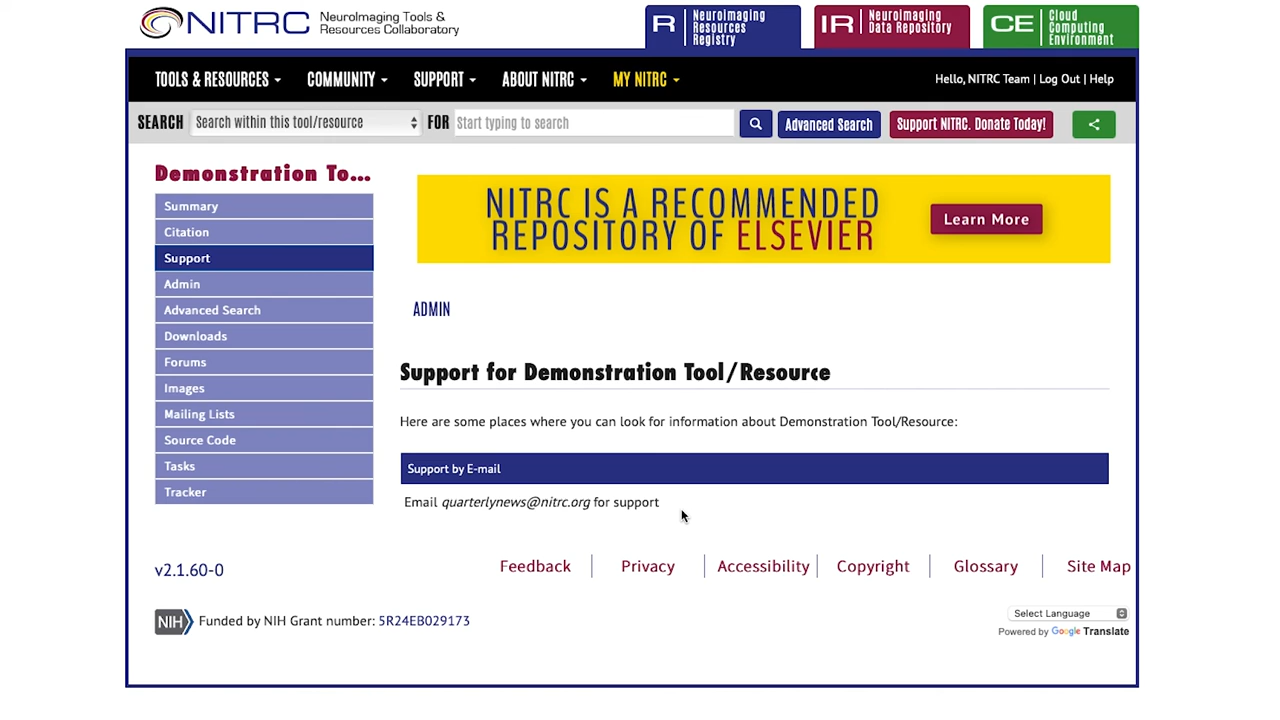 NITRC
NeuroImaging Tools &
Resources Collaboratory
R
NeuroImaging
Resources
Registry
IR
NeuroImaging
Data Repository
CE
Cloud
Computing
Environment
TOOLS & RESOURCES COMMUNITY SUPPORT ABOUT NITRC MY NITRC Hello, NITRC Team | Log Out | Help
SEARCH Search within this tool/resource FOR Start typing to search Advanced Search Support NITRC. Donate Today!
Demonstration To...
Summary
Citation
Support
Admin
Advanced Search
Downloads
Forums
Images
Mailing Lists
Source Code
Tasks
Tracker
NITRC IS A RECOMMENDED
REPOSITORY OF ELSEVIER
Learn More
ADMIN
Support for Demonstration Tool/Resource
Here are some places where you can look for information about Demonstration Tool/Resource:
Support by E-mail
Email quarterlynews@nitrc.org for support
v2.1.60-0
Feedback Privacy Accessibility Copyright Glossary Site Map
NIH Funded by NIH Grant number: 5R24EB029173
Select Language
Powered by Google Translate